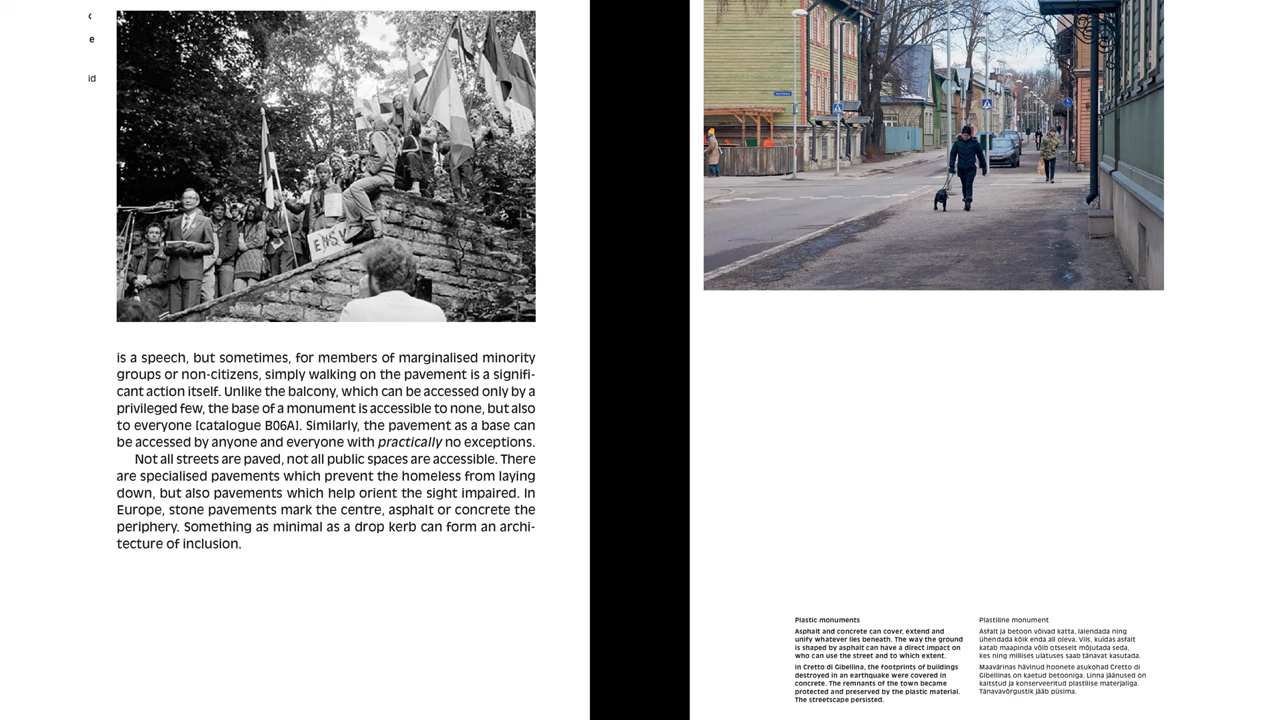 ENSV
is a speech, but sometimes, for members of marginalised minority
groups or non-citizens, simply walking on the pavement is a signifi-
cant action itself. Unlike the balcony, which can be accessed only by a
privileged few, the base of a monument is accessible to none, but also
to everyone [catalogue B06A]. Similarly, the pavement as a base can
be accessed by anyone and everyone with practically no exceptions.
Not all streets are paved, not all public spaces are accessible. There
are specialised pavements which prevent the homeless from laying
down, but also pavements which help orient the sight impaired. In
Europe, stone pavements mark the centre, asphalt or concrete the
periphery. Something as minimal as a drop kerb can form an archi-
tecture of inclusion.
Plastic monuments
Asphalt and concrete can cover, extend and
unify whatever lies beneath. The way the ground
is shaped by asphalt can have a direct impact on
who can use the street and to which extent.
In Cretto di Gibellina, the footprints of buildings
destroyed in an earthquake were covered in
concrete. The remnants of the town became
protected and preserved by the plastic material.
The streetscape persisted.
Plastiline monument
Asfalt ja betoon võivad katta, laiendada ning
ühendada kõik enda all oleva. Viis, kuidas asfalt
katab maapinda võib otseselt mõjutada seda,
kes ning millises ulatuses saab tänavat kasutada.
Maavärinas hävinud hoonete asukohad Cretto di
Gibellinas on kaetud betooniga. Linna jäänused on
kaitstud ja konserveeritud plastilise materjaliga.
Tänavavõrgustik jääb püsima.